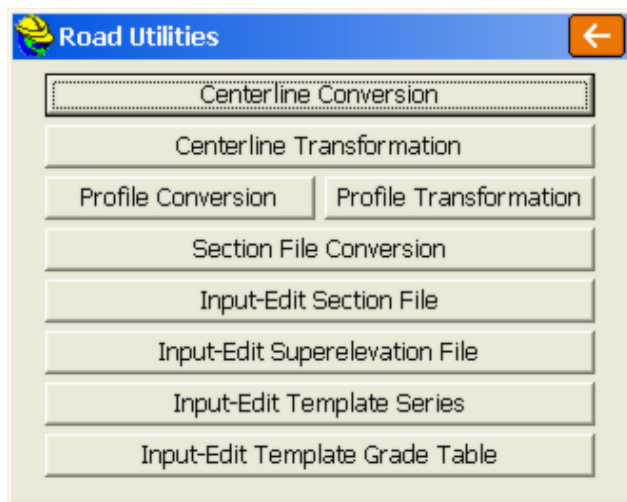 Road Utilities
Centerline Conversion
Centerline Transformation
Profile Conversion Profile Transformation
Section File Conversion
Input-Edit Section File
Input-Edit Superelevation File
Input-Edit Template Series
Input-Edit Template Grade Table